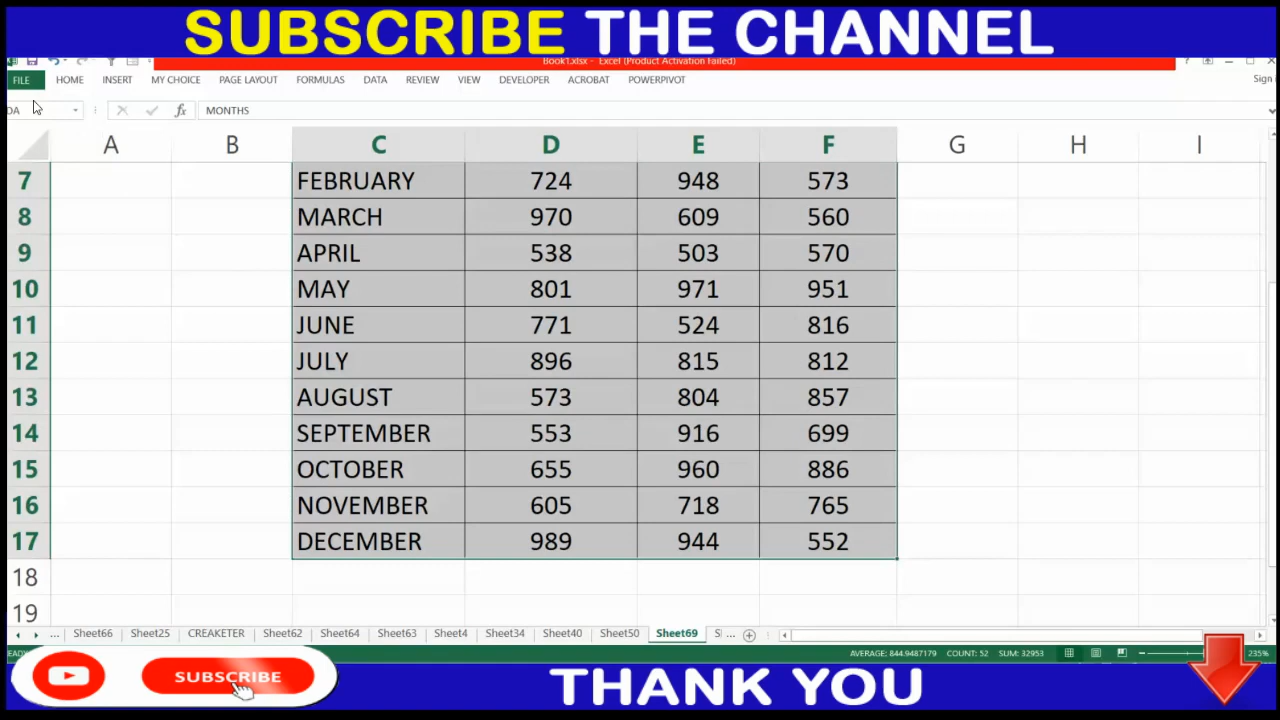 SUBSCRIBE THE CHANNEL
Book1.xlsx - Excel (Product Activation Failed)
FILE HOME INSERT MY CHOICE PAGE LAYOUT FORMULAS DATA REVIEW VIEW DEVELOPER ACROBAT POWERPIVOT Sign
DA fx MONTHS
A B C D E F G H I
7 FEBRUARY 724 948 573
8 MARCH 970 609 560
9 APRIL 538 503 570
10 MAY 801 971 951
11 JUNE 771 524 816
12 JULY 896 815 812
13 AUGUST 573 804 857
14 SEPTEMBER 553 916 699
15 OCTOBER 655 960 886
16 NOVEMBER 605 718 765
17 DECEMBER 989 944 552
18
19
... Sheet66 Sheet25 CREAKETER Sheet62 Sheet64 Sheet63 Sheet4 Sheet34 Sheet40 Sheet50 Sheet69 S ...
EADY AVERAGE: 844.9487179 COUNT: 52 SUM: 32953 235%
SUBSCRIBE
THANK YOU